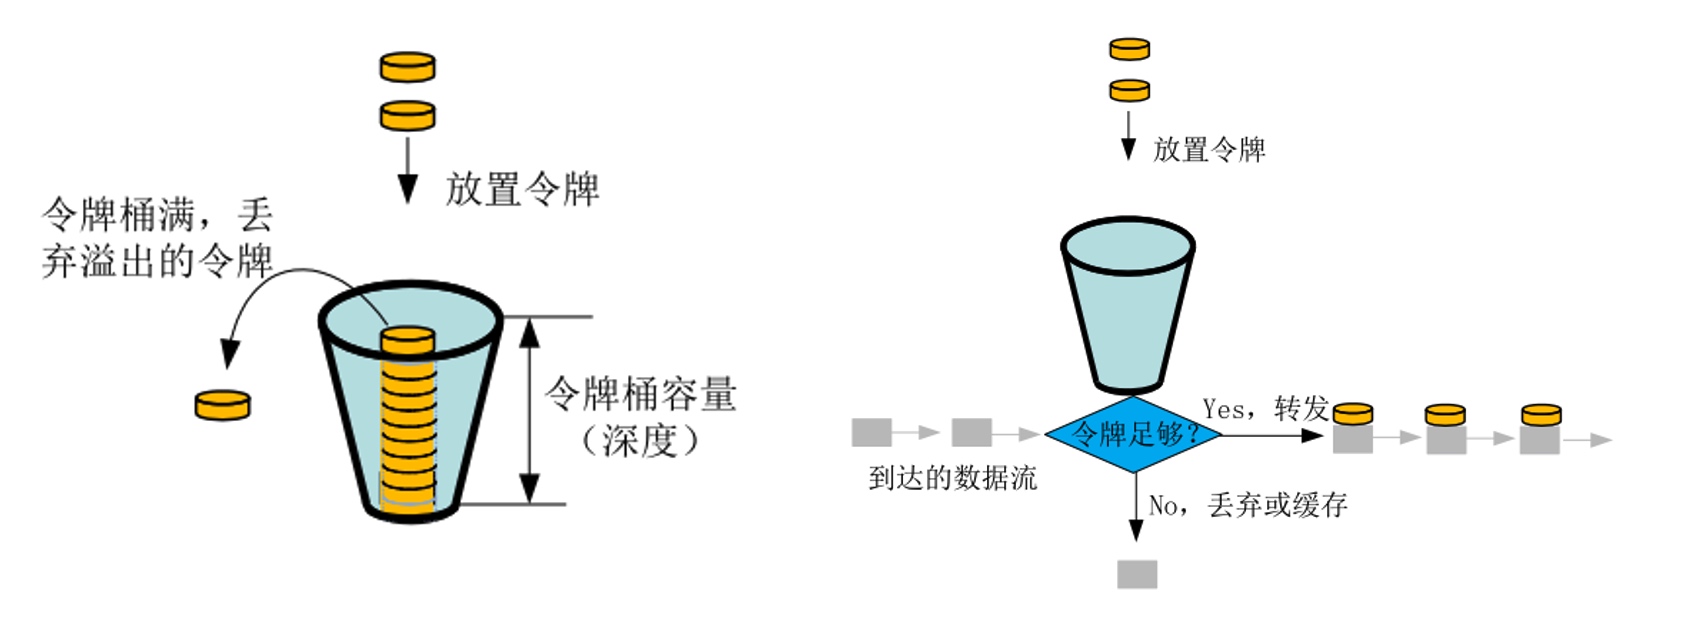 放置令牌
令牌桶满，丢
弃溢出的令牌
令牌桶容量
（深度）
放置令牌
Yes，转发
令牌足够？
到达的数据流
No，丢弃或缓存